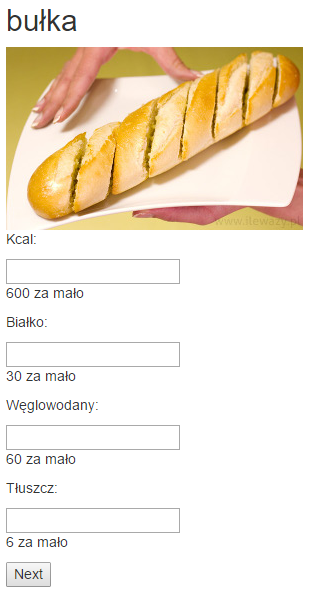 bułka
www.ilewazy.pl
Kcal:
600 za mało
Białko:
30 za mało
Węglowodany:
60 za mało
Tłuszcz:
6 za mało
Next